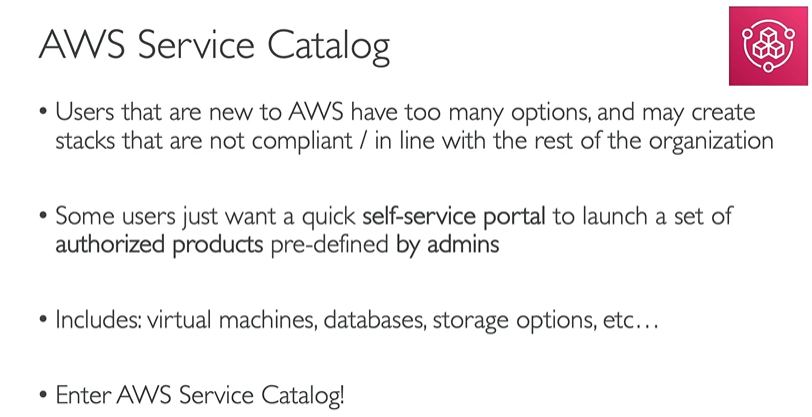 AWS Service Catalog
• Users that are new to AWS have too many options, and may create
stacks that are not compliant / in line with the rest of the organization
• Some users just want a quick self-service portal to launch a set of
authorized products pre-defined by admins
• Includes: virtual machines, databases, storage options, etc…
• Enter AWS Service Catalog!